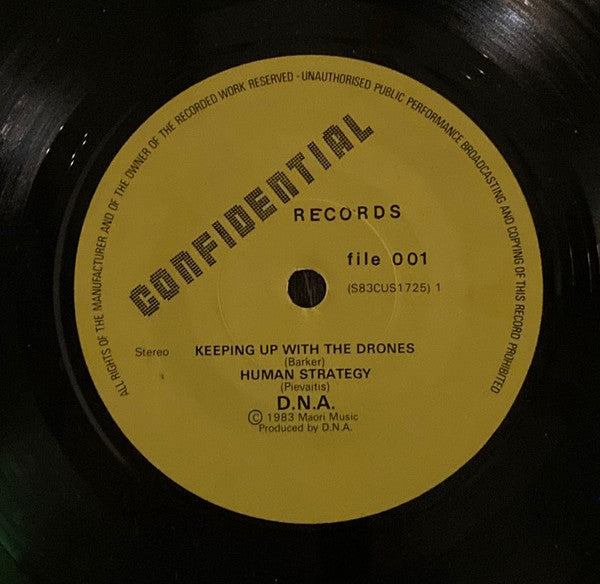 ALL RIGHTS OF THE MANUFACTURER AND OF THE OWNER OF THE RECORDED WORK RESERVED - UNAUTHORISED PUBLIC PERFORMANCE BROADCASTING AND COPYING OF THIS RECORD PROHIBITED
CONFIDENTIAL
RECORDS
file 001
(S83CUS1725) 1
Stereo
KEEPING UP WITH THE DRONES
(Barker)
HUMAN STRATEGY
(Pievaitis)
D.N.A.
© 1983 Maori Music
Produced by D.N.A.